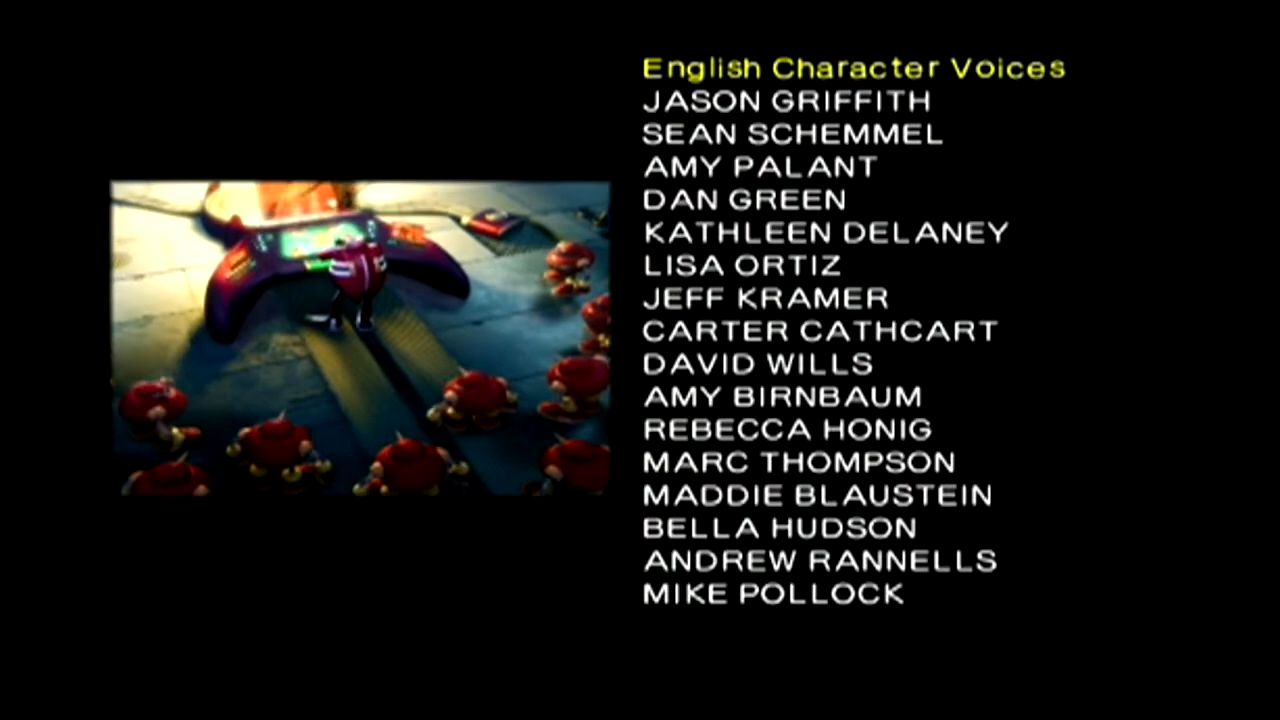 English Character Voices
JASON GRIFFITH
SEAN SCHEMMEL
AMY PALANT
DAN GREEN
KATHLEEN DELANEY
LISA ORTIZ
JEFF KRAMER
CARTER CATHCART
DAVID WILLS
AMY BIRNBAUM
REBECCA HONIG
MARC THOMPSON
MADDIE BLAUSTEIN
BELLA HUDSON
ANDREW RANNELLS
MIKE POLLOCK